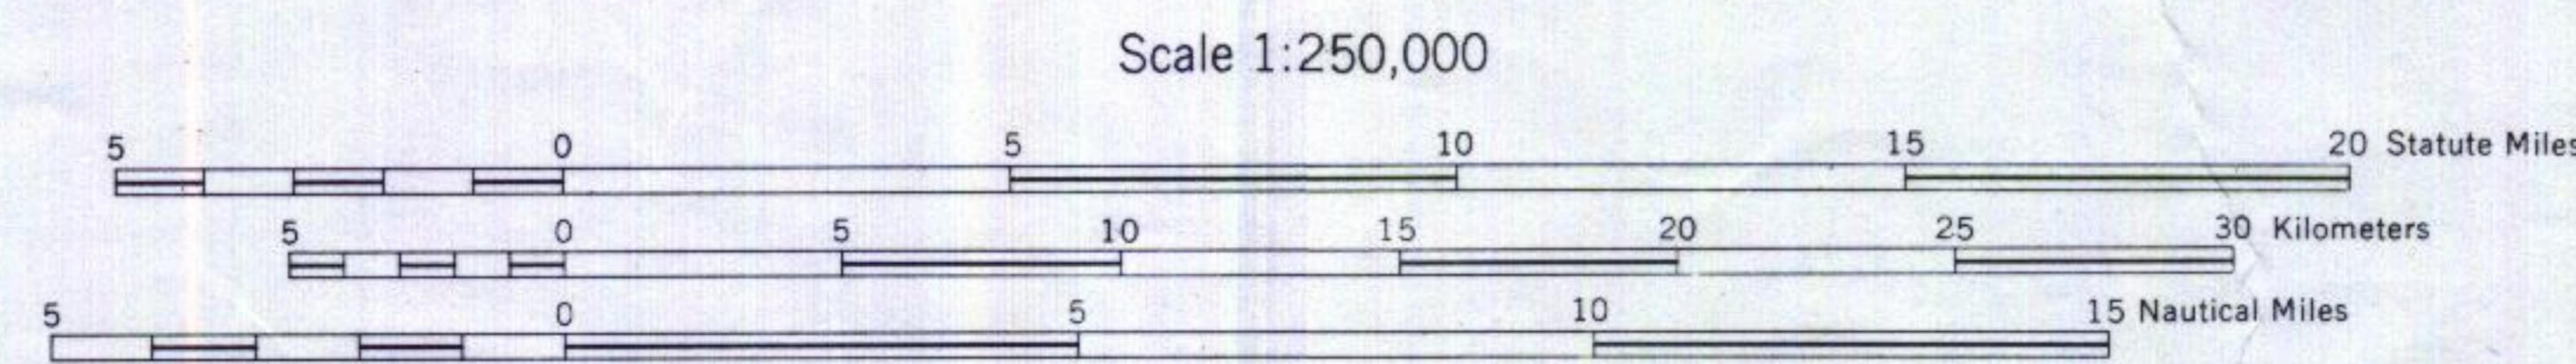 Scale 1:250,000
5 0 5 10 15 20 Statute Miles
5 0 5 10 15 20 25 30 Kilometers
5 0 5 10 15 Nautical Miles